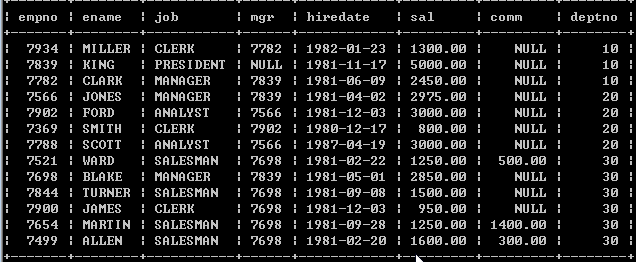 empno ename job mgr hiredate sal comm deptno
7934 MILLER CLERK 7782 1982-01-23 1300.00 NULL 10
7839 KING PRESIDENT NULL 1981-11-17 5000.00 NULL 10
7782 CLARK MANAGER 7839 1981-06-09 2450.00 NULL 10
7566 JONES MANAGER 7839 1981-04-02 2975.00 NULL 20
7902 FORD ANALYST 7566 1981-12-03 3000.00 NULL 20
7369 SMITH CLERK 7902 1980-12-17 800.00 NULL 20
7788 SCOTT ANALYST 7566 1987-04-19 3000.00 NULL 20
7521 WARD SALESMAN 7698 1981-02-22 1250.00 500.00 30
7698 BLAKE MANAGER 7839 1981-05-01 2850.00 NULL 30
7844 TURNER SALESMAN 7698 1981-09-08 1500.00 NULL 30
7900 JAMES CLERK 7698 1981-12-03 950.00 NULL 30
7654 MARTIN SALESMAN 7698 1981-09-28 1250.00 1400.00 30
7499 ALLEN SALESMAN 7698 1981-02-20 1600.00 300.00 30